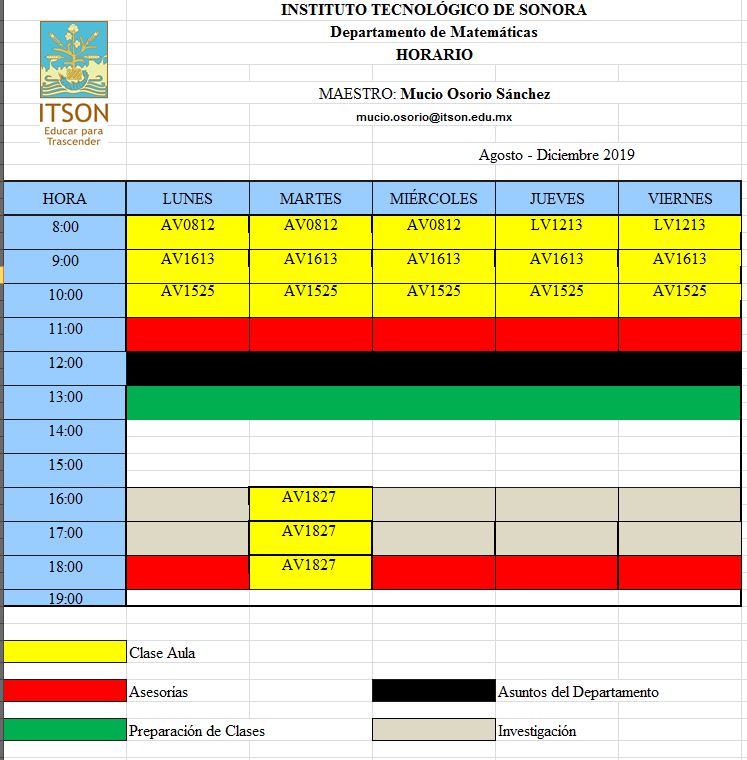 INSTITUTO TECNOLÓGICO DE SONORA
Departamento de Matemáticas
HORARIO
MAESTRO: Mucio Osorio Sánchez
mucio.osorio@itson.edu.mx
ITSON
Educar para
Trascender
Agosto - Diciembre 2019
HORA LUNES MARTES MIÉRCOLES JUEVES VIERNES
8:00 AV0812 AV0812 AV0812 LV1213 LV1213
9:00 AV1613 AV1613 AV1613 AV1613 AV1613
10:00 AV1525 AV1525 AV1525 AV1525 AV1525
11:00
12:00
13:00
14:00
15:00
16:00 AV1827
17:00 AV1827
18:00 AV1827
19:00
Clase Aula
Asesorias Asuntos del Departamento
Preparación de Clases Investigación